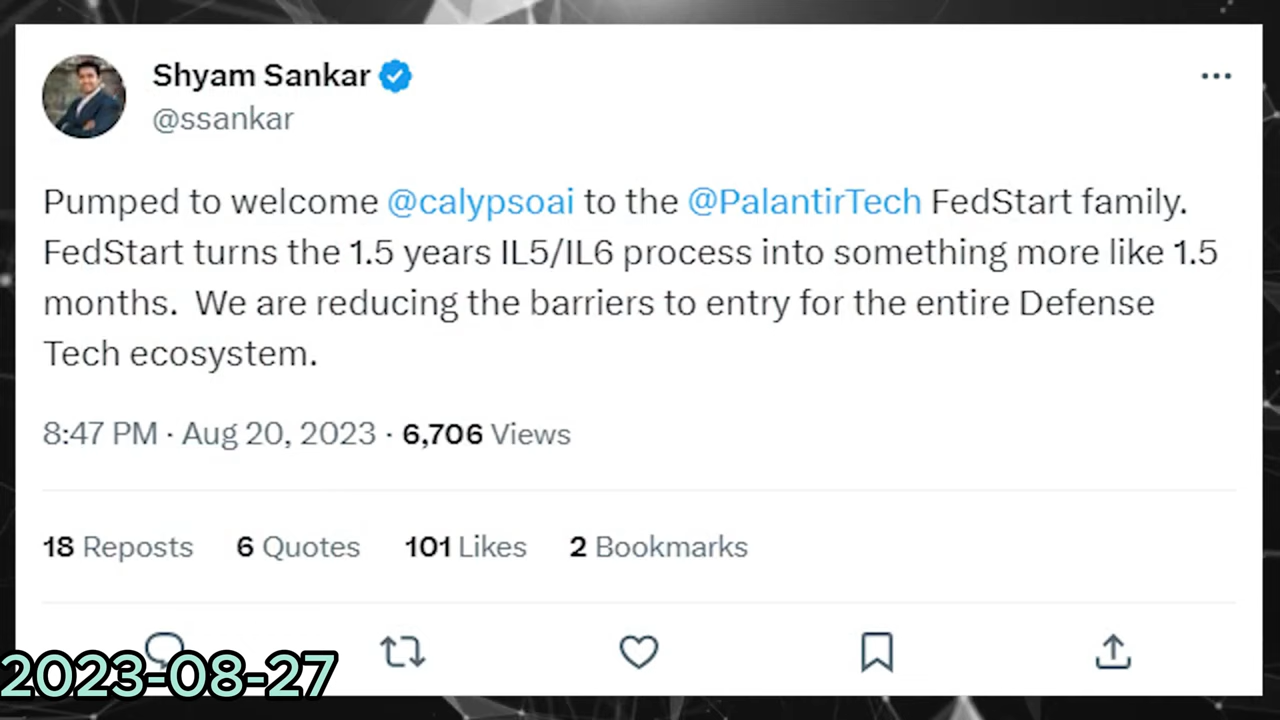 Shyam Sankar
@ssankar
Pumped to welcome @calypsoai to the @PalantirTech FedStart family.
FedStart turns the 1.5 years IL5/IL6 process into something more like 1.5
months.  We are reducing the barriers to entry for the entire Defense
Tech ecosystem.
8:47 PM · Aug 20, 2023 · 6,706 Views
18 Reposts 6 Quotes 101 Likes 2 Bookmarks
2023-08-27